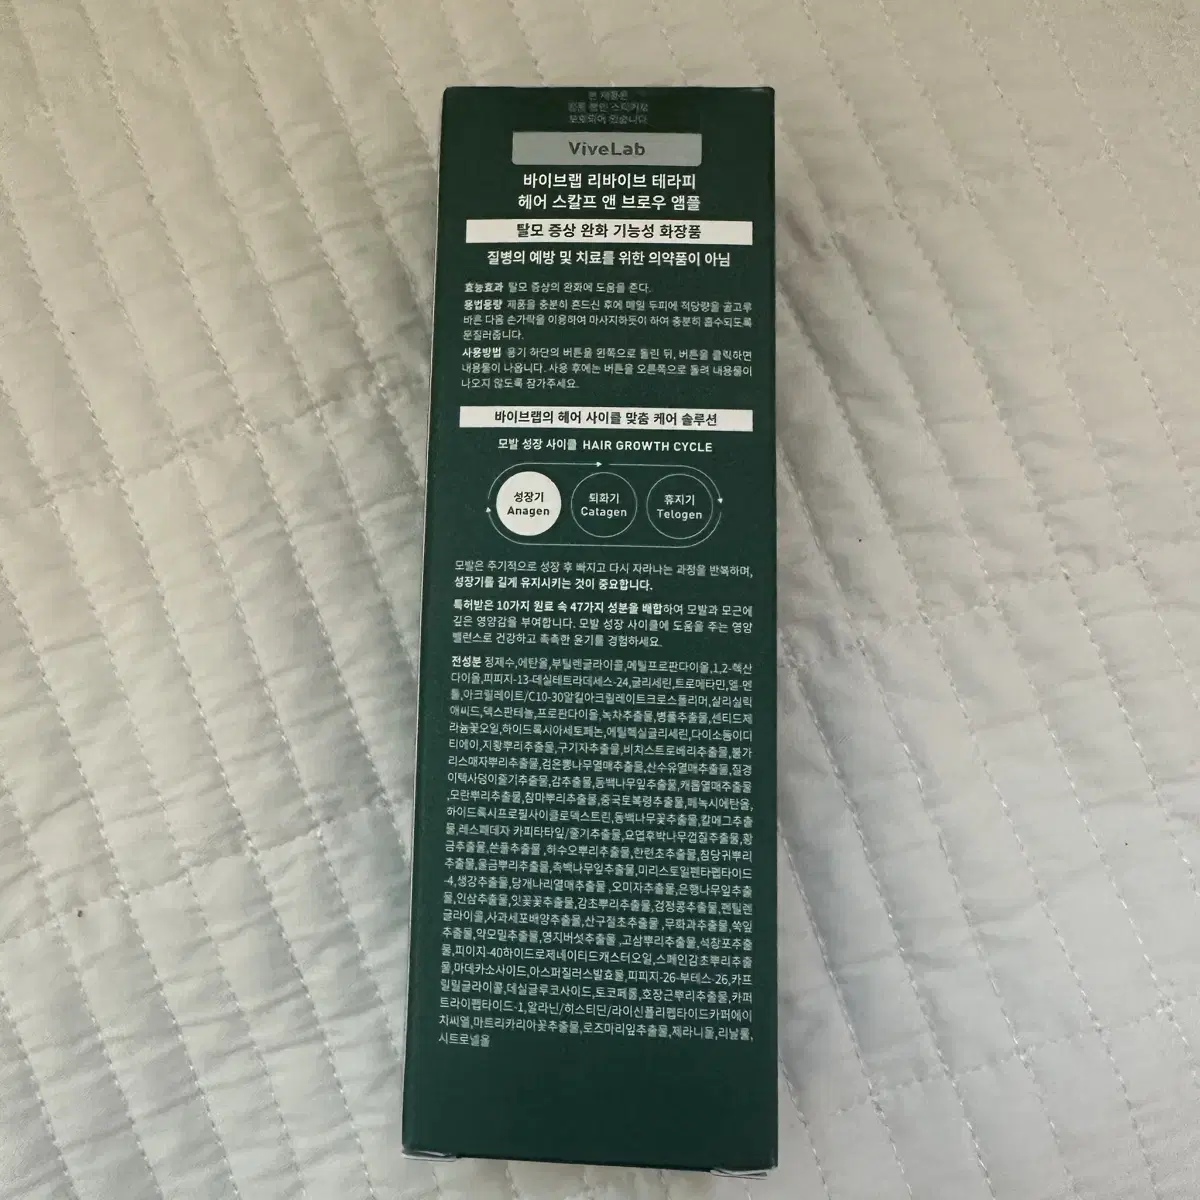 본 제품은
정품 봉인 스티커로
보호되어 있습니다
ViveLab
바이브랩 리바이브 테라피
헤어 스칼프 앤 브로우 앰플
탈모 증상 완화 기능성 화장품
질병의 예방 및 치료를 위한 의약품이 아님
효능효과 탈모 증상의 완화에 도움을 준다.
용법용량 제품을 충분히 흔드신 후에 매일 두피에 적당량을 골고루
바른 다음 손가락을 이용하여 마사지하듯이 하여 충분히 흡수되도록
문질러줍니다.
사용방법 용기 하단의 버튼을 왼쪽으로 돌린 뒤, 버튼을 클릭하면
내용물이 나옵니다. 사용 후에는 버튼을 오른쪽으로 돌려 내용물이
나오지 않도록 잠가주세요.
바이브랩의 헤어 사이클 맞춤 케어 솔루션
모발 성장 사이클 HAIR GROWTH CYCLE
성장기 퇴화기 휴지기
Anagen Catagen Telogen
모발은 주기적으로 성장 후 빠지고 다시 자라나는 과정을 반복하며,
성장기를 길게 유지시키는 것이 중요합니다.
특허받은 10가지 원료 속 47가지 성분을 배합하여 모발과 모근에
깊은 영양감을 부여합니다. 모발 성장 사이클에 도움을 주는 영양
밸런스로 건강하고 촉촉한 윤기를 경험하세요.
전성분 정제수,에탄올,부틸렌글라이콜,메틸프로판다이올,1,2-헥산
다이올,피피지-13-데실테트라데세스-24,글리세린,트로메타민,엘-멘
톨,아크릴레이트/C10-30알킬아크릴레이트크로스폴리머,살리실릭
애씨드,덱스판테놀,프로판다이올,녹차추출물,병풀추출물,센티드제
라늄꽃오일,하이드록시아세토페논,에틸헥실글리세린,다이소듐이디
티에이,지황뿌리추출물,구기자추출물,비치스트로베리추출물,불가
리스매자뿌리추출물,검은뽕나무열매추출물,산수유열매추출물,질경
이택사덩이줄기추출물,감추출물,동백나무잎추출물,캐롭열매추출물
,모란뿌리추출물,참마뿌리추출물,중국토복령추출물,페녹시에탄올,
하이드록시프로필사이클로덱스트린,동백나무꽃추출물,칼메그추출
물,레스페데자 카피타타잎/줄기추출물,요엽후박나무껍질추출물,황
금추출물,쓴풀추출물 ,하수오뿌리추출물,한련초추출물,참당귀뿌리
추출물,울금뿌리추출물,측백나무잎추출물,미리스토일펜타펩타이드
-4,생강추출물,당개나리열매추출물 ,오미자추출물,은행나무잎추출
물,인삼추출물,잇꽃꽃추출물,감초뿌리추출물,검정콩추출물,펜틸렌
글라이콜,사과세포배양추출물,산구절초추출물 ,무화과추출물,쑥잎
추출물,약모밀추출물,영지버섯추출물 ,고삼뿌리추출물,석창포추출
물,피이지-40하이드로제네이티드캐스터오일,스페인감초뿌리추출
물,마데카소사이드,아스퍼질러스발효물,피피지-26-부테스-26,카프
릴릴글라이콜,데실글루코사이드,토코페롤,호장근뿌리추출물,카퍼
트라이펩타이드-1,알라닌/히스티딘/라이신폴리펩타이드카퍼에이
치씨엘,마트리카리아꽃추출물,로즈마리잎추출물,제라니올,리날룰,
시트로넬올